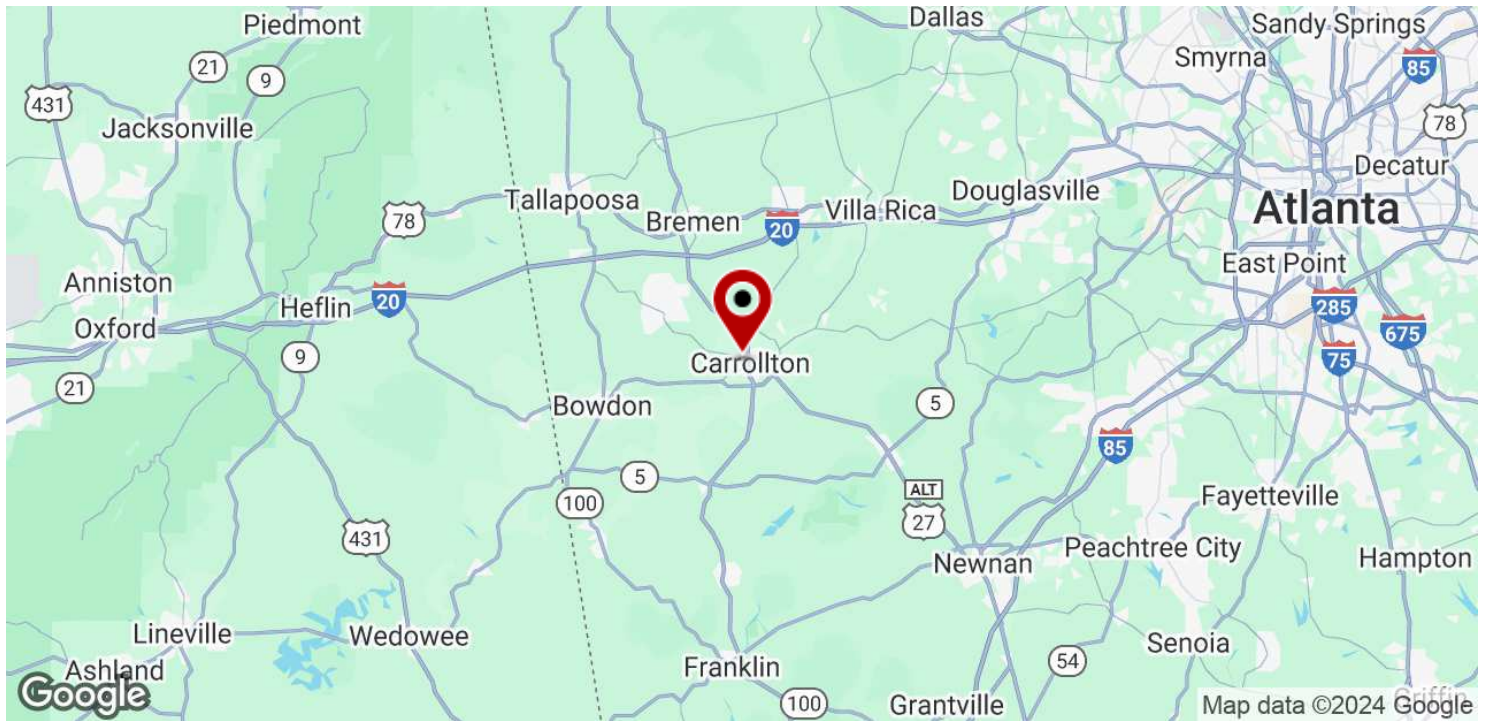 Piedmont
Dallas
Sandy Springs
Smyrna
21
9
85
431
78
Jacksonville
Decatur
Tallapoosa
Douglasville
Atlanta
78
Bremen
20
Villa Rica
East Point
Anniston
Heflin
20
285
Oxford
675
9
75
Carrollton
21
Bowdon
5
85
5
100
ALT
27
Fayetteville
431
Newnan
Peachtree City
Hampton
Lineville
Wedowee
Senoia
Ashland
Franklin
54
Google
100
Grantville
Griffin
Map data ©2024 Google